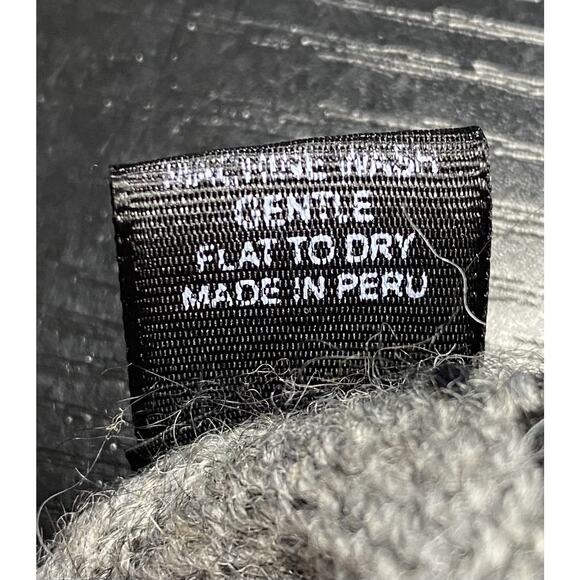 MACHINE WASH
GENTLE
FLAT TO DRY
MADE IN PERU